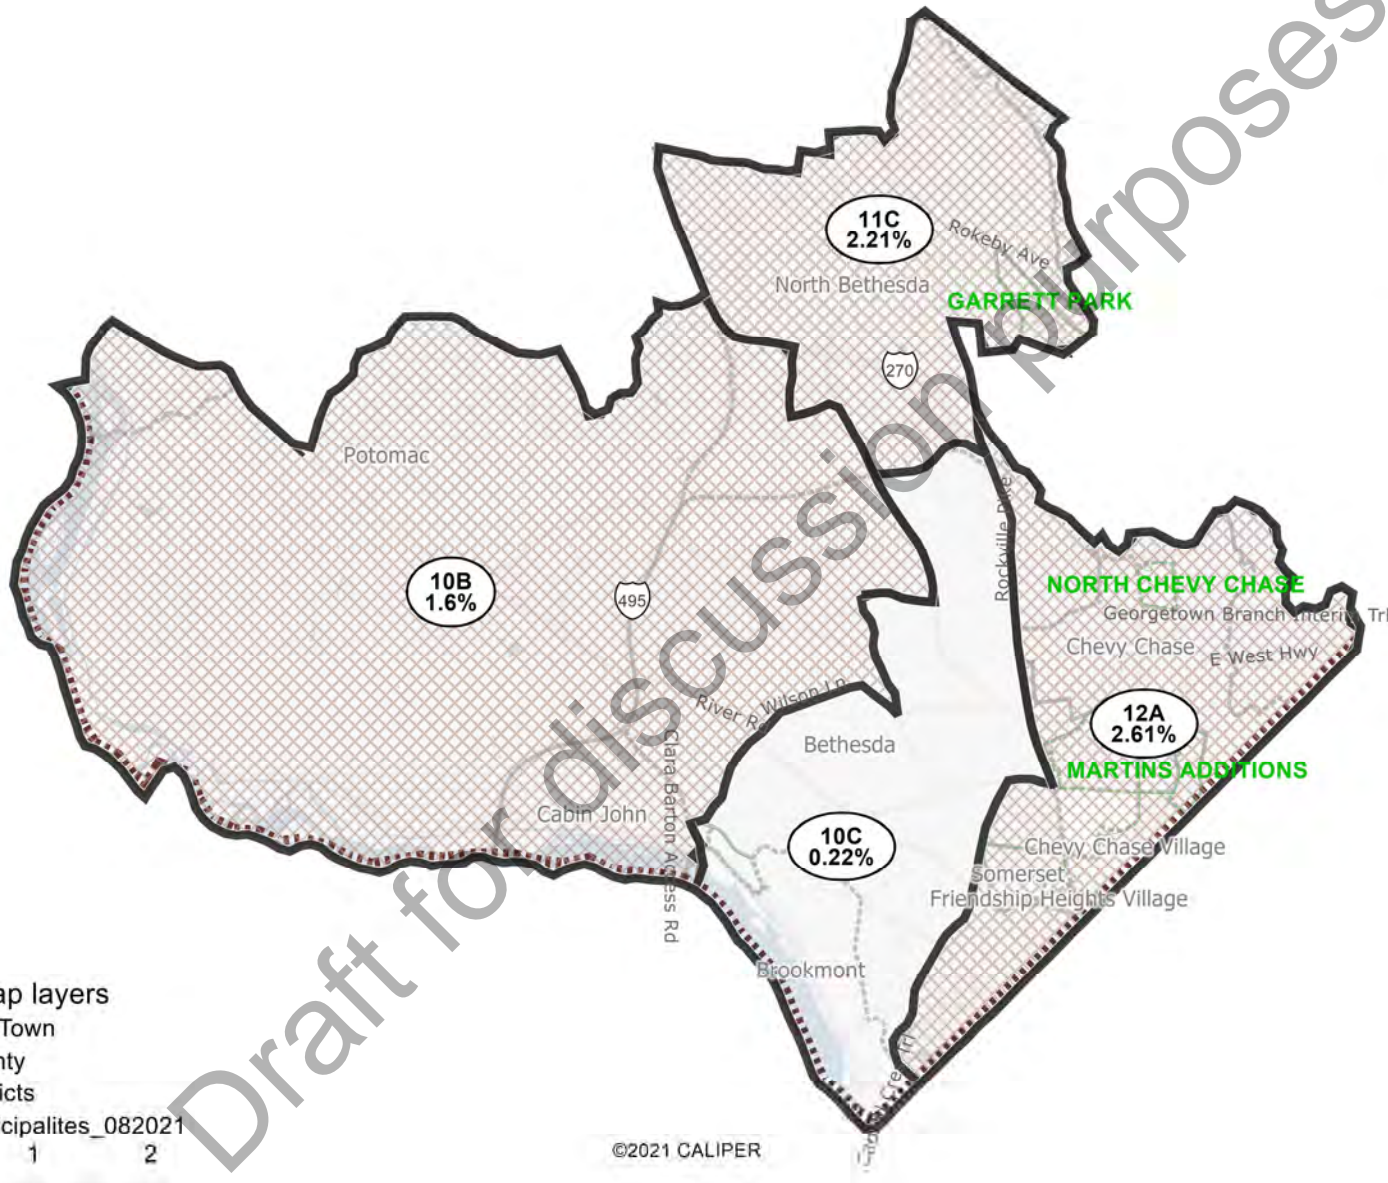 11C
2.21%
Rokeby Ave
North Bethesda
GARRETT PARK
270
Potomac
Rockville Pike
10B
1.6%
495
NORTH CHEVY CHASE
Georgetown Branch Interim Trl
Chevy Chase
E West Hwy
River Rd
Wilson Ln
12A
2.61%
Bethesda
MARTINS ADDITIONS
Clara Barton Access Rd
Cabin John
10C
0.22%
Chevy Chase Village
Somerset
Friendship Heights Village
Brookmont
ap layers
Town
nty
icts
cipalites_082021
1 2
©2021 CALIPER
Draft for discussion purposes